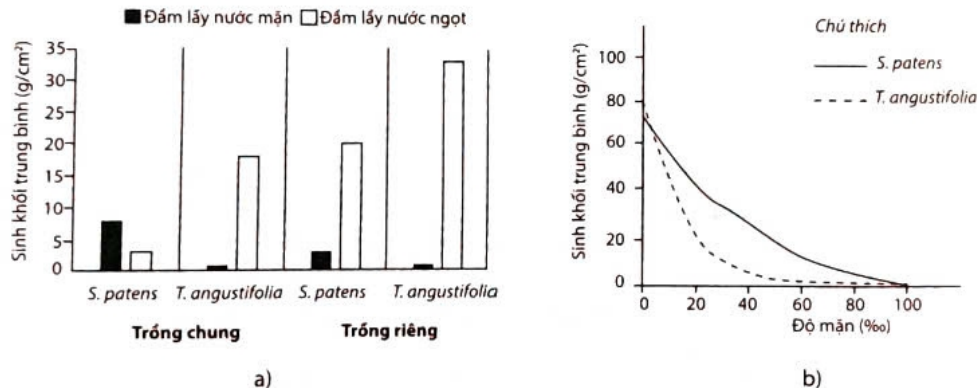 ■ Đầm lầy nước mặn □ Đầm lầy nước ngọt
Sinh khối trung bình (g/cm²)
35
30
25
20
15
10
5
0
S. patens T. angustifolia S. patens T. angustifolia
Trồng chung Trồng riêng
a)
Sinh khối trung bình (g/cm²)
100
80
60
40
20
0
0 20 40 60 80 100
Độ mặn (‰)
Chú thích
S. patens
T. angustifolia
b)